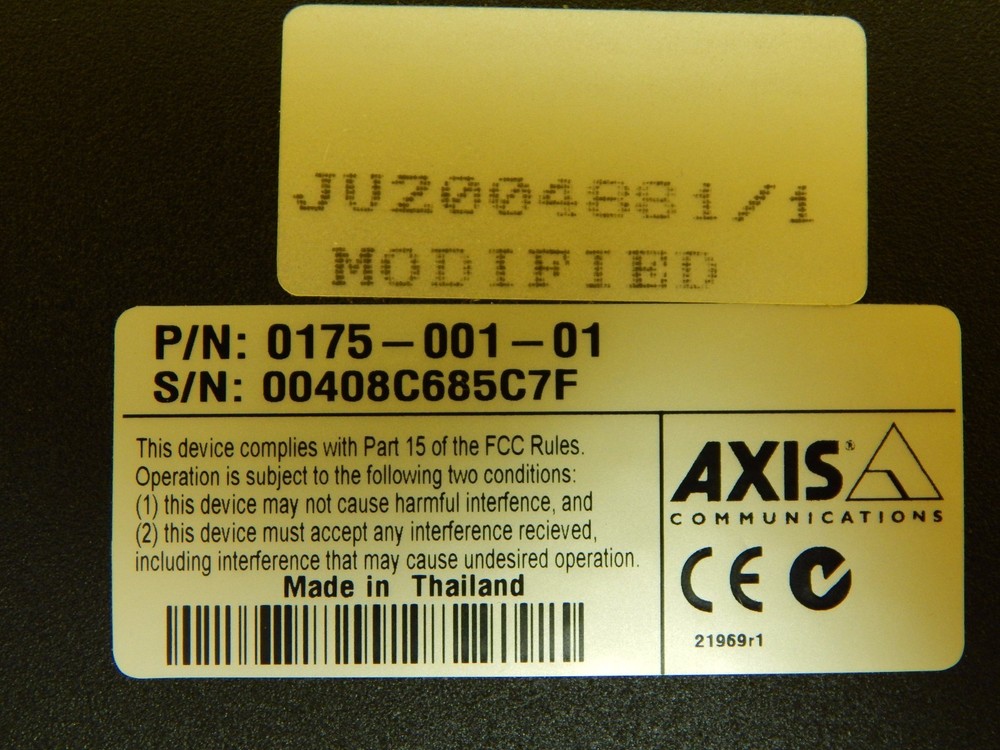 JU2004881/1
MODIFIED
P/N: 0175-001-01
S/N: 00408C685C7F
This device complies with Part 15 of the FCC Rules.
Operation is subject to the following two conditions:
(1) this device may not cause harmful interfence, and
(2) this device must accept any interference recieved,
including interference that may cause undesired operation.
Made in Thailand
AXIS®
COMMUNICATIONS
CE
21969r1